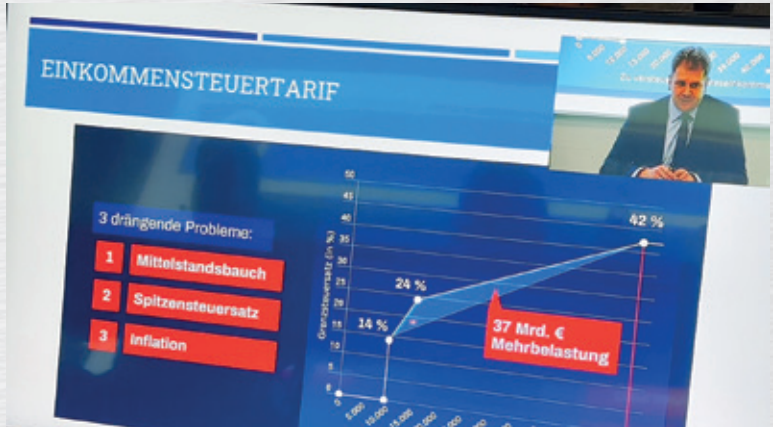 EINKOMMENSTEUERTARIF
3 drängende Probleme:
1 Mittelstandsbauch
2 Spitzensteuersatz
3 Inflation
Grenzsteuersatz (in %)
50
45
40
35
30
25
20
15
10
5
0
14 %
24 %
42 %
37 Mrd. €
Mehrbelastung
0
5.000
10.000
15.000